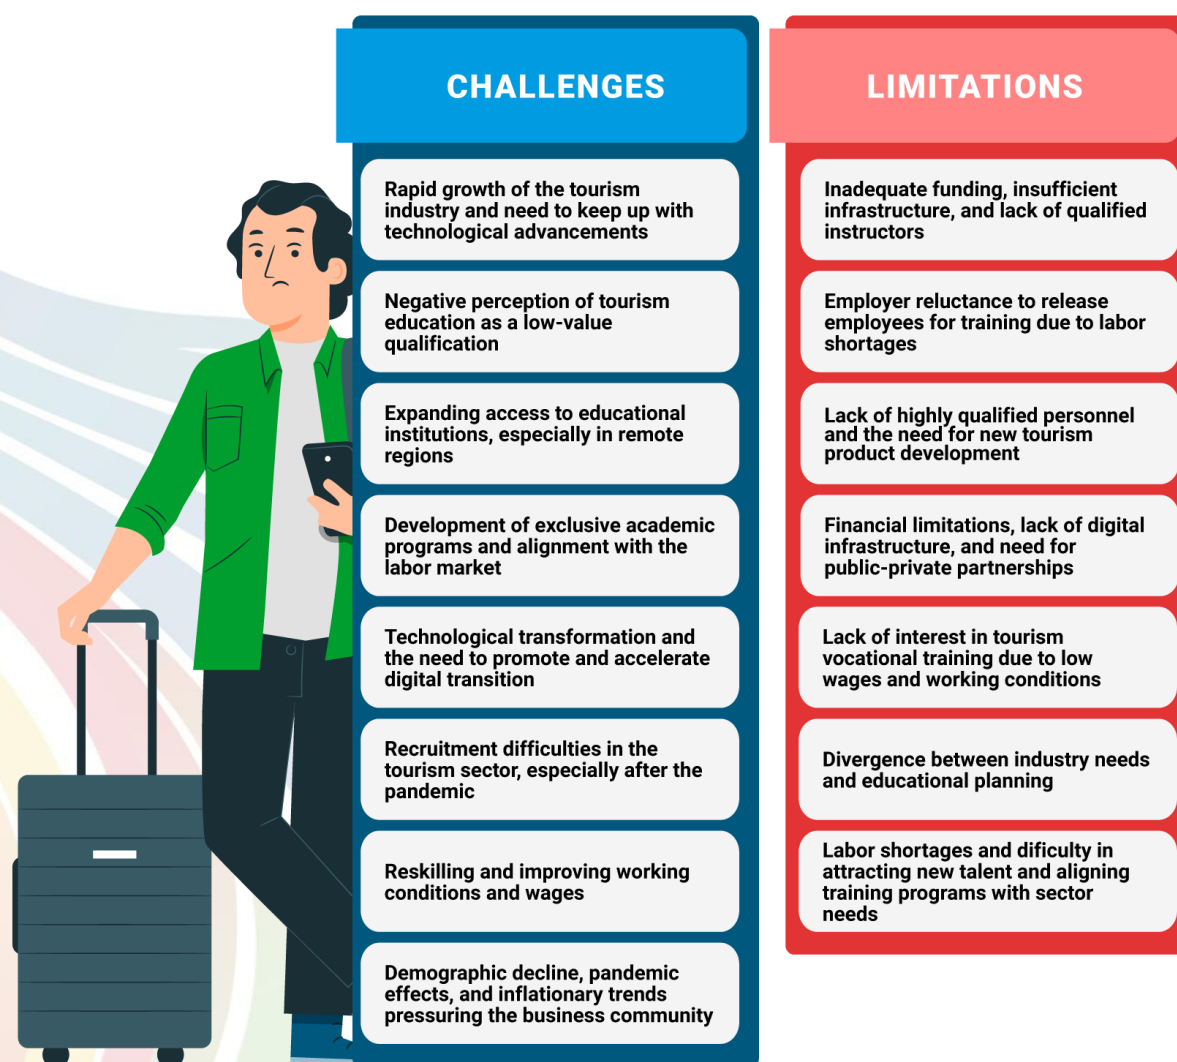 CHALLENGES
Rapid growth of the tourism
industry and need to keep up with
technological advancements
Negative perception of tourism
education as a low-value
qualification
Expanding access to educational
institutions, especially in remote
regions
Development of exclusive academic
programs and alignment with the
labor market
Technological transformation and
the need to promote and accelerate
digital transition
Recruitment difficulties in the
tourism sector, especially after the
pandemic
Reskilling and improving working
conditions and wages
Demographic decline, pandemic
effects, and inflationary trends
pressuring the business community
LIMITATIONS
Inadequate funding, insufficient
infrastructure, and lack of qualified
instructors
Employer reluctance to release
employees for training due to labor
shortages
Lack of highly qualified personnel
and the need for new tourism
product development
Financial limitations, lack of digital
infrastructure, and need for
public-private partnerships
Lack of interest in tourism
vocational training due to low
wages and working conditions
Divergence between industry needs
and educational planning
Labor shortages and dificulty in
attracting new talent and aligning
training programs with sector
needs